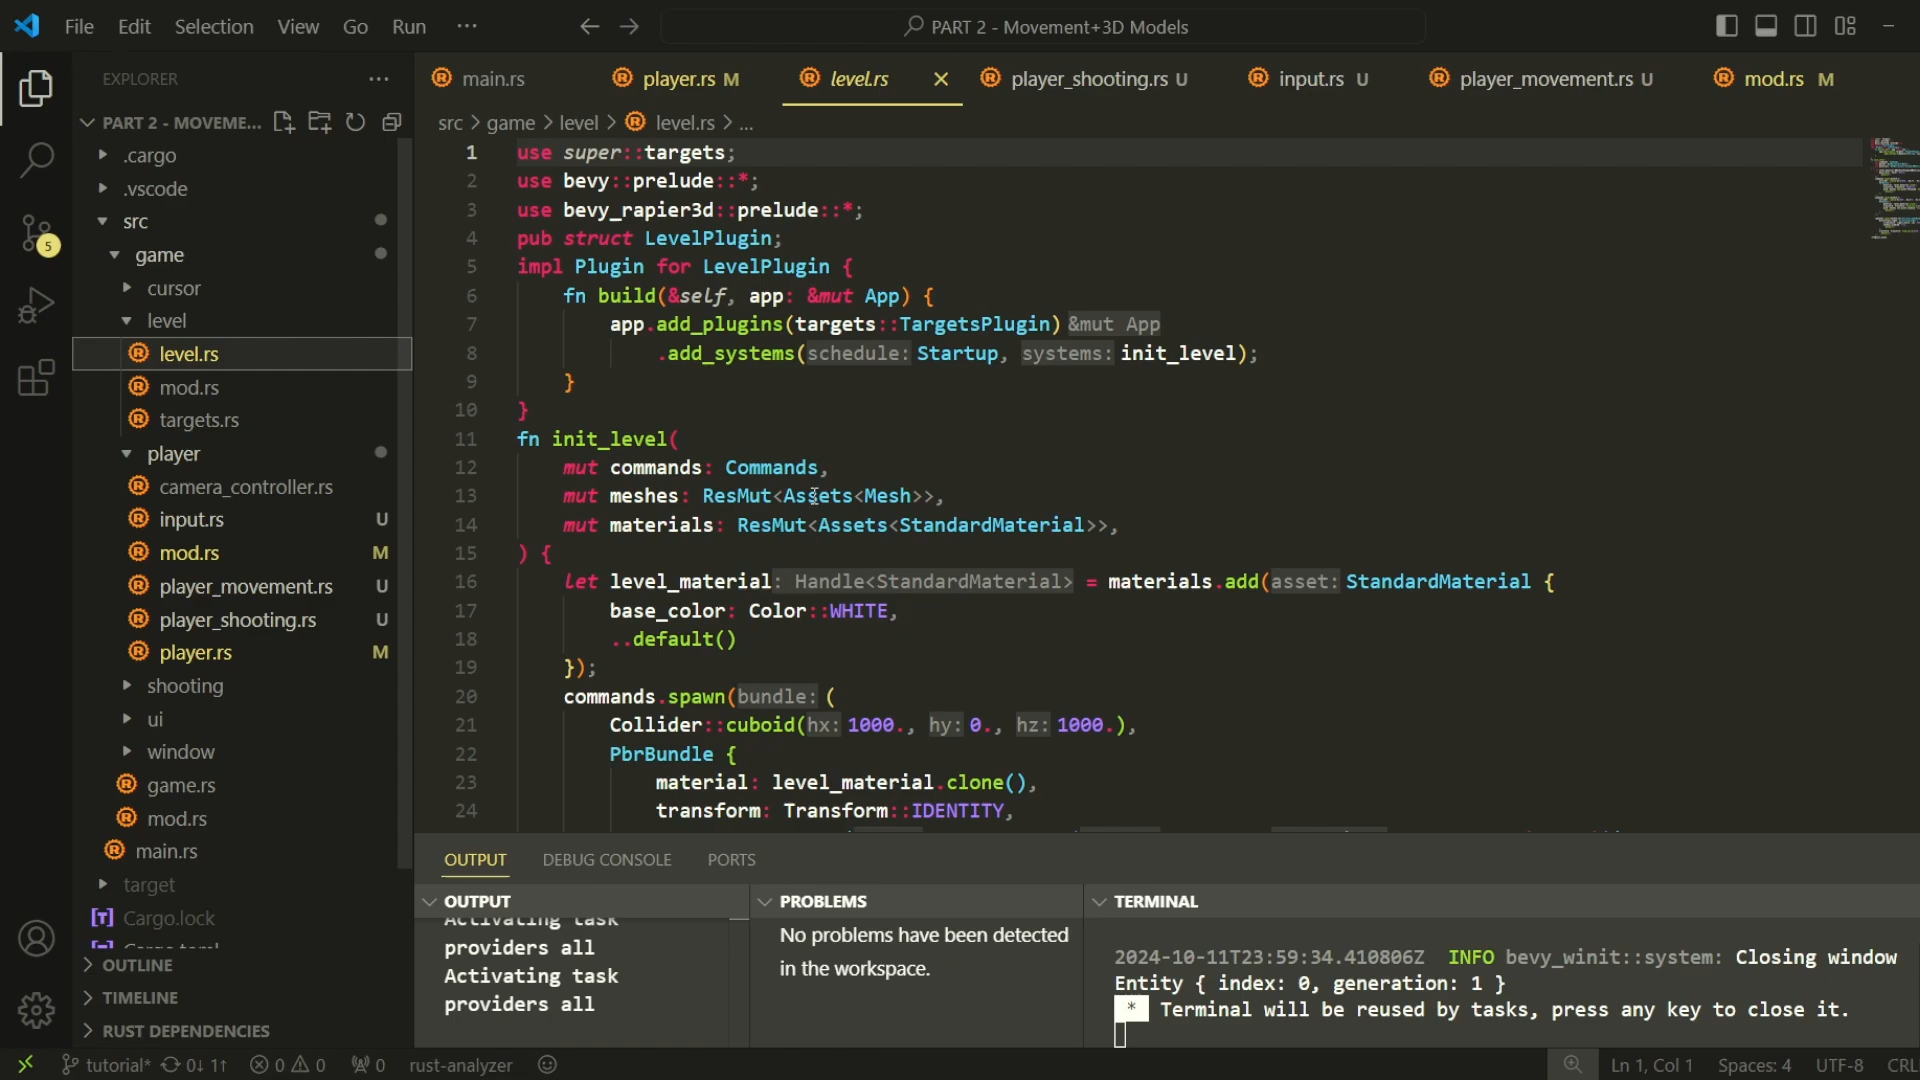 File Edit Selection View Go Run ···
PART 2 - Movement+3D Models
EXPLORER
PART 2 - MOVEME...
.cargo
.vscode
src
game
cursor
level
level.rs
mod.rs
targets.rs
player
camera_controller.rs
input.rs U
mod.rs M
player_movement.rs U
player_shooting.rs U
player.rs M
shooting
ui
window
game.rs
mod.rs
main.rs
target
Cargo.lock
OUTLINE
TIMELINE
RUST DEPENDENCIES
5
main.rs player.rs M level.rs player_shooting.rs U input.rs U player_movement.rs U mod.rs M
src > game > level > level.rs > ...
1 use super::targets;
2 use bevy::prelude::*;
3 use bevy_rapier3d::prelude::*;
4 pub struct LevelPlugin;
5 impl Plugin for LevelPlugin {
6 fn build(&self, app: &mut App) {
7 app.add_plugins(targets::TargetsPlugin) &mut App
8 .add_systems(schedule: Startup, systems: init_level);
9 }
10 }
11 fn init_level(
12 mut commands: Commands,
13 mut meshes: ResMut<Assets<Mesh>>,
14 mut materials: ResMut<Assets<StandardMaterial>>,
15 ) {
16 let level_material: Handle<StandardMaterial> = materials.add(asset: StandardMaterial {
17 base_color: Color::WHITE,
18 ..default()
19 });
20 commands.spawn(bundle: (
21 Collider::cuboid(hx: 1000., hy: 0., hz: 1000.),
22 PbrBundle {
23 material: level_material.clone(),
24 transform: Transform::IDENTITY,
OUTPUT DEBUG CONSOLE PORTS
OUTPUT
Activating task
providers all
Activating task
providers all
PROBLEMS
No problems have been detected
in the workspace.
TERMINAL
2024-10-11T23:59:34.410806Z INFO bevy_winit::system: Closing window
Entity { index: 0, generation: 1 }
* Terminal will be reused by tasks, press any key to close it.
tutorial* 0↓ 1↑ 0 0 0 rust-analyzer Ln 1, Col 1 Spaces: 4 UTF-8 CRL